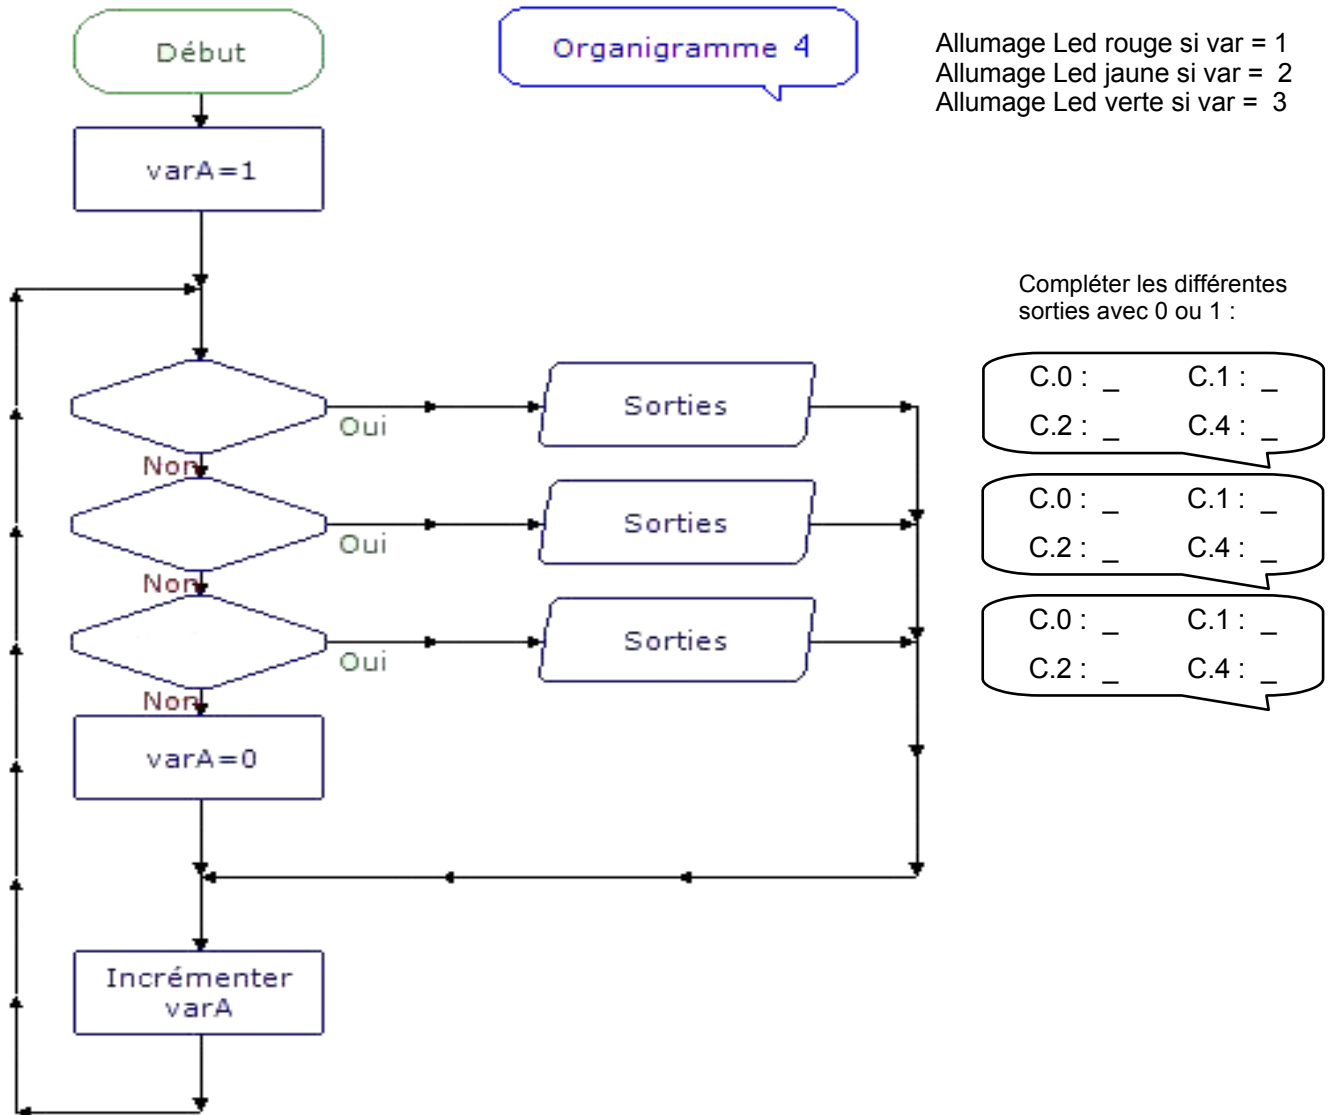 Début
Organigramme 4
Allumage Led rouge si var = 1
Allumage Led jaune si var = 2
Allumage Led verte si var = 3
varA=1
Compléter les différentes
sorties avec 0 ou 1 :
Oui
Sorties
C.0 : _ C.1 : _
C.2 : _ C.4 : _
Non
Oui
Sorties
C.0 : _ C.1 : _
C.2 : _ C.4 : _
Non
Oui
Sorties
C.0 : _ C.1 : _
C.2 : _ C.4 : _
Non
varA=0
Incrémenter
varA